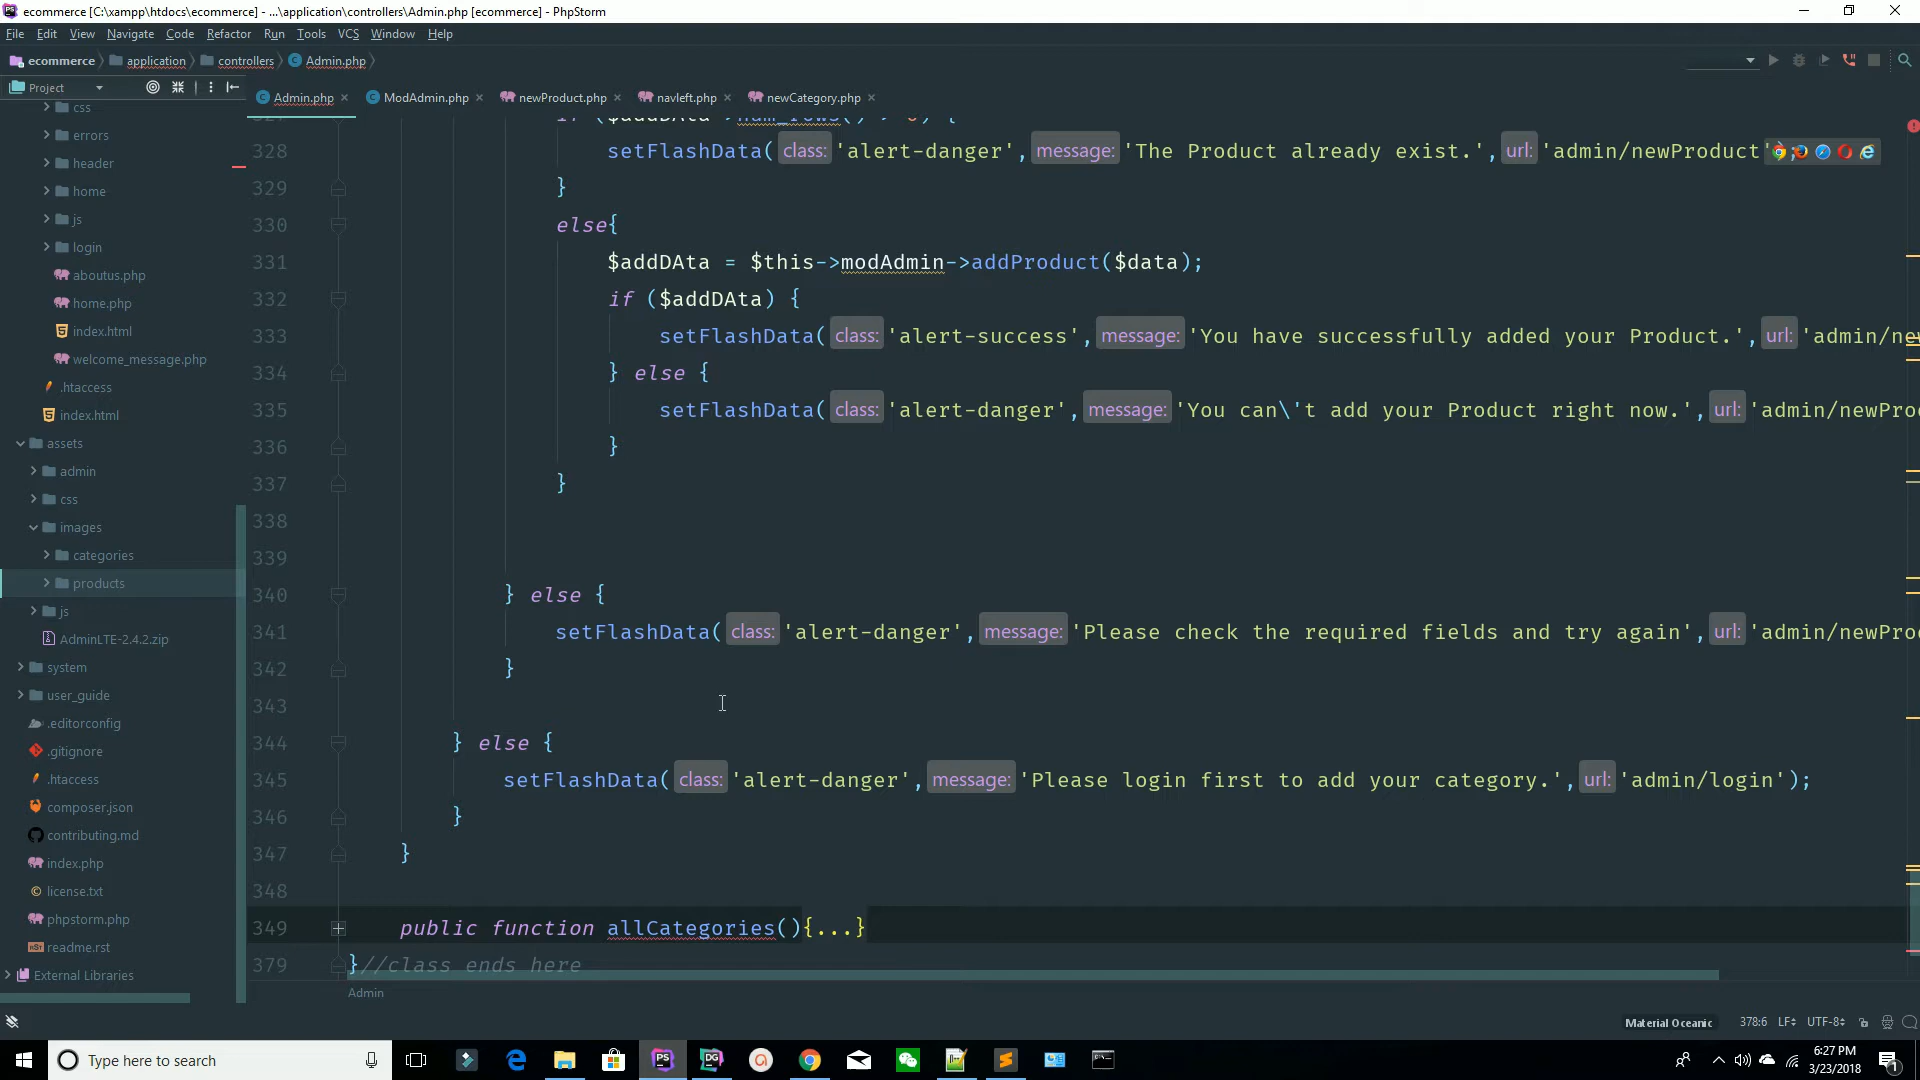 ecommerce [C:\xampp\htdocs\ecommerce] - ...\application\controllers\Admin.php [ecommerce] - PhpStorm
File Edit View Navigate Code Refactor Run Tools VCS Window Help
ecommerce application controllers Admin.php
Project
Admin.php ModAdmin.php newProduct.php navleft.php newCategory.php
css
errors
header
home
js
login
aboutus.php
home.php
index.html
welcome_message.php
.htaccess
index.html
assets
admin
css
images
categories
products
js
AdminLTE-2.4.2.zip
system
user_guide
.editorconfig
.gitignore
.htaccess
composer.json
contributing.md
index.php
license.txt
phpstorm.php
readme.rst
External Libraries
328 setFlashData( class: 'alert-danger', message: 'The Product already exist.', url: 'admin/newProduct'
329 }
330 else{
331 $addDAta = $this->modAdmin->addProduct($data);
332 if ($addDAta) {
333 setFlashData( class: 'alert-success', message: 'You have successfully added your Product.', url: 'admin/ne
334 } else {
335 setFlashData( class: 'alert-danger', message: 'You can\'t add your Product right now.', url: 'admin/newPro
336 }
337 }
338
339
340 } else {
341 setFlashData( class: 'alert-danger', message: 'Please check the required fields and try again', url: 'admin/newPro
342 }
343
344 } else {
345 setFlashData( class: 'alert-danger', message: 'Please login first to add your category.', url: 'admin/login');
346 }
347 }
348
349 public function allCategories(){...}
379 }//class ends here
Admin
Material Oceanic 378:6 LF÷ UTF-8÷
Type here to search
6:27 PM
3/23/2018